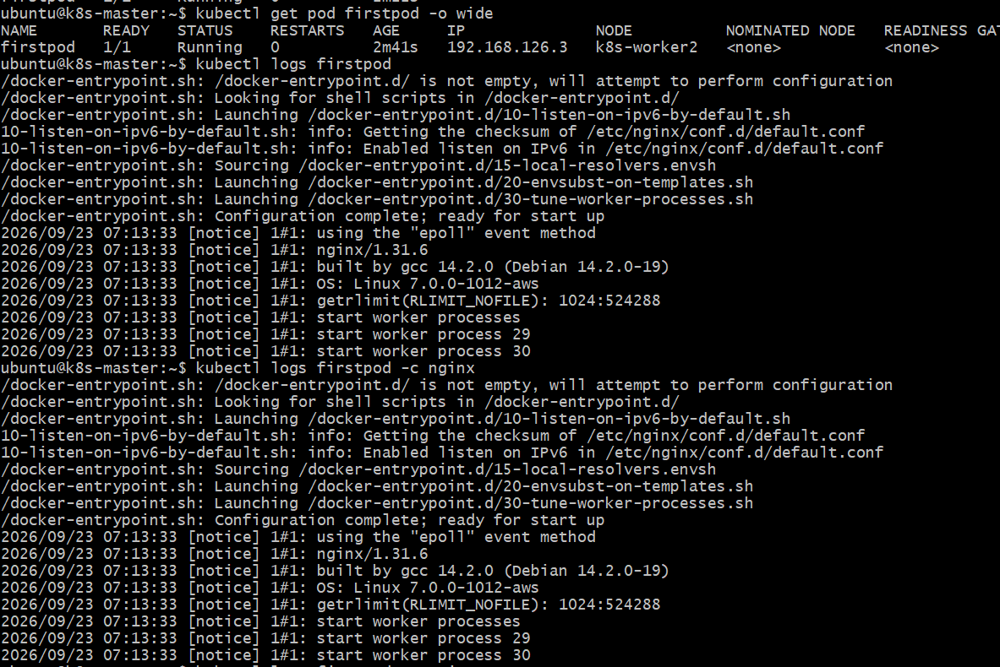 ubuntu@k8s-master:~$ kubectl get pod firstpod -o wide
NAME       READY   STATUS    RESTARTS   AGE     IP              NODE          NOMINATED NODE   READINESS GAT
firstpod   1/1     Running   0          2m41s   192.168.126.3   k8s-worker2   <none>           <none>
ubuntu@k8s-master:~$ kubectl logs firstpod
/docker-entrypoint.sh: /docker-entrypoint.d/ is not empty, will attempt to perform configuration
/docker-entrypoint.sh: Looking for shell scripts in /docker-entrypoint.d/
/docker-entrypoint.sh: Launching /docker-entrypoint.d/10-listen-on-ipv6-by-default.sh
10-listen-on-ipv6-by-default.sh: info: Getting the checksum of /etc/nginx/conf.d/default.conf
10-listen-on-ipv6-by-default.sh: info: Enabled listen on IPv6 in /etc/nginx/conf.d/default.conf
/docker-entrypoint.sh: Sourcing /docker-entrypoint.d/15-local-resolvers.envsh
/docker-entrypoint.sh: Launching /docker-entrypoint.d/20-envsubst-on-templates.sh
/docker-entrypoint.sh: Launching /docker-entrypoint.d/30-tune-worker-processes.sh
/docker-entrypoint.sh: Configuration complete; ready for start up
2026/09/23 07:13:33 [notice] 1#1: using the "epoll" event method
2026/09/23 07:13:33 [notice] 1#1: nginx/1.31.6
2026/09/23 07:13:33 [notice] 1#1: built by gcc 14.2.0 (Debian 14.2.0-19)
2026/09/23 07:13:33 [notice] 1#1: OS: Linux 7.0.0-1012-aws
2026/09/23 07:13:33 [notice] 1#1: getrlimit(RLIMIT_NOFILE): 1024:524288
2026/09/23 07:13:33 [notice] 1#1: start worker processes
2026/09/23 07:13:33 [notice] 1#1: start worker process 29
2026/09/23 07:13:33 [notice] 1#1: start worker process 30
ubuntu@k8s-master:~$ kubectl logs firstpod -c nginx
/docker-entrypoint.sh: /docker-entrypoint.d/ is not empty, will attempt to perform configuration
/docker-entrypoint.sh: Looking for shell scripts in /docker-entrypoint.d/
/docker-entrypoint.sh: Launching /docker-entrypoint.d/10-listen-on-ipv6-by-default.sh
10-listen-on-ipv6-by-default.sh: info: Getting the checksum of /etc/nginx/conf.d/default.conf
10-listen-on-ipv6-by-default.sh: info: Enabled listen on IPv6 in /etc/nginx/conf.d/default.conf
/docker-entrypoint.sh: Sourcing /docker-entrypoint.d/15-local-resolvers.envsh
/docker-entrypoint.sh: Launching /docker-entrypoint.d/20-envsubst-on-templates.sh
/docker-entrypoint.sh: Launching /docker-entrypoint.d/30-tune-worker-processes.sh
/docker-entrypoint.sh: Configuration complete; ready for start up
2026/09/23 07:13:33 [notice] 1#1: using the "epoll" event method
2026/09/23 07:13:33 [notice] 1#1: nginx/1.31.6
2026/09/23 07:13:33 [notice] 1#1: built by gcc 14.2.0 (Debian 14.2.0-19)
2026/09/23 07:13:33 [notice] 1#1: OS: Linux 7.0.0-1012-aws
2026/09/23 07:13:33 [notice] 1#1: getrlimit(RLIMIT_NOFILE): 1024:524288
2026/09/23 07:13:33 [notice] 1#1: start worker processes
2026/09/23 07:13:33 [notice] 1#1: start worker process 29
2026/09/23 07:13:33 [notice] 1#1: start worker process 30